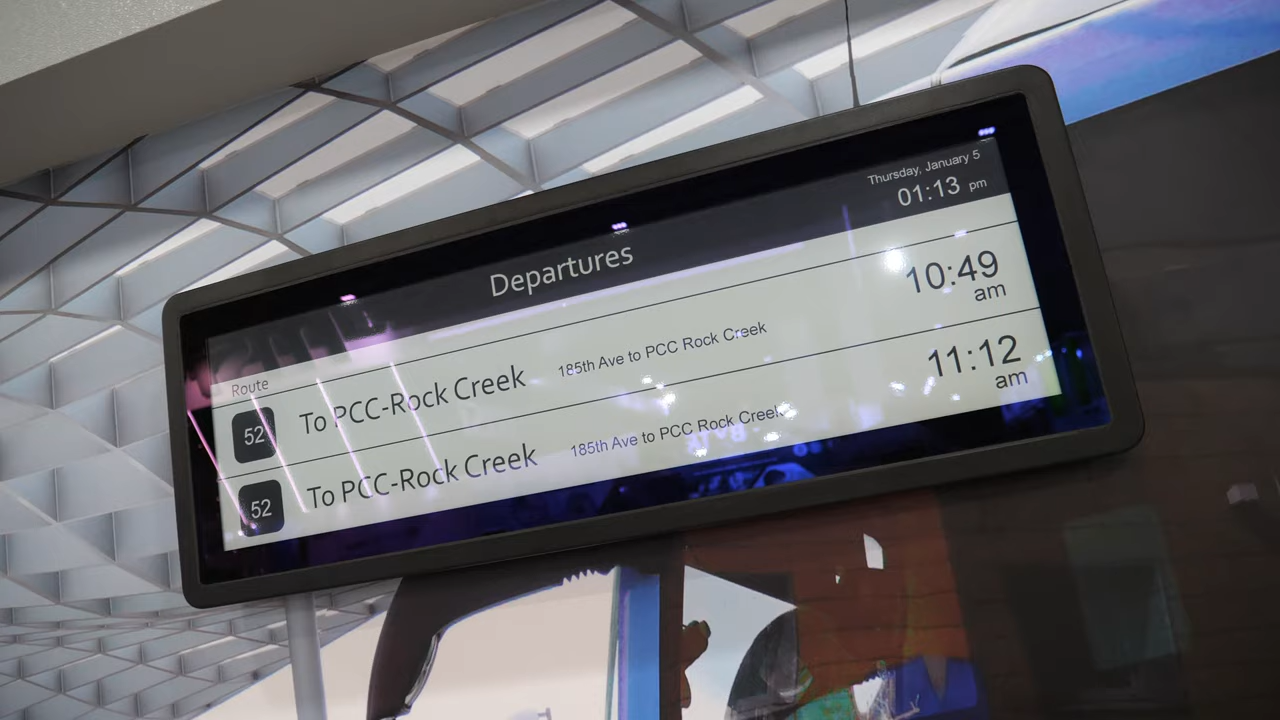 Thursday, January 5
01:13 pm
Departures
Route
52 To PCC-Rock Creek 185th Ave to PCC Rock Creek 10:49 am
52 To PCC-Rock Creek 185th Ave to PCC Rock Creek 11:12 am